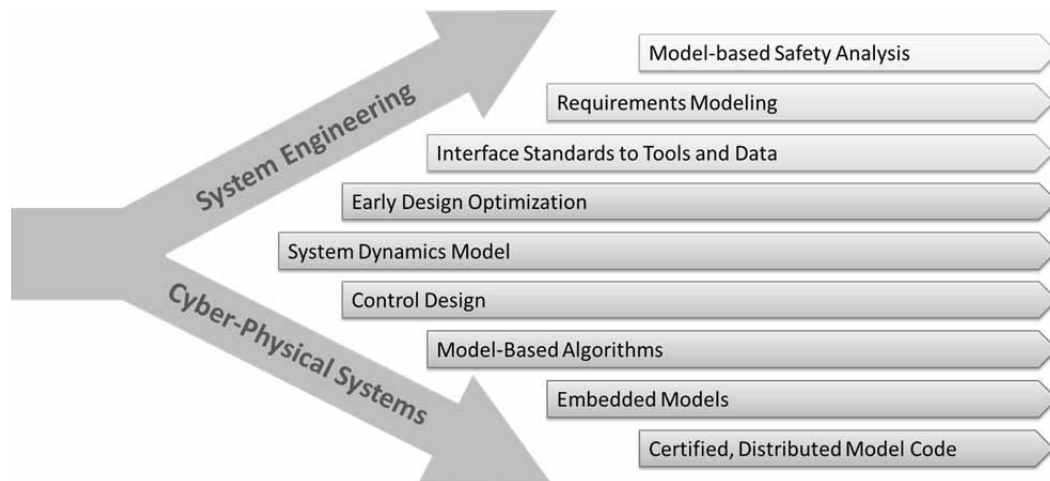 System Engineering
Cyber-Physical Systems
Model-based Safety Analysis
Requirements Modeling
Interface Standards to Tools and Data
Early Design Optimization
System Dynamics Model
Control Design
Model-Based Algorithms
Embedded Models
Certified, Distributed Model Code